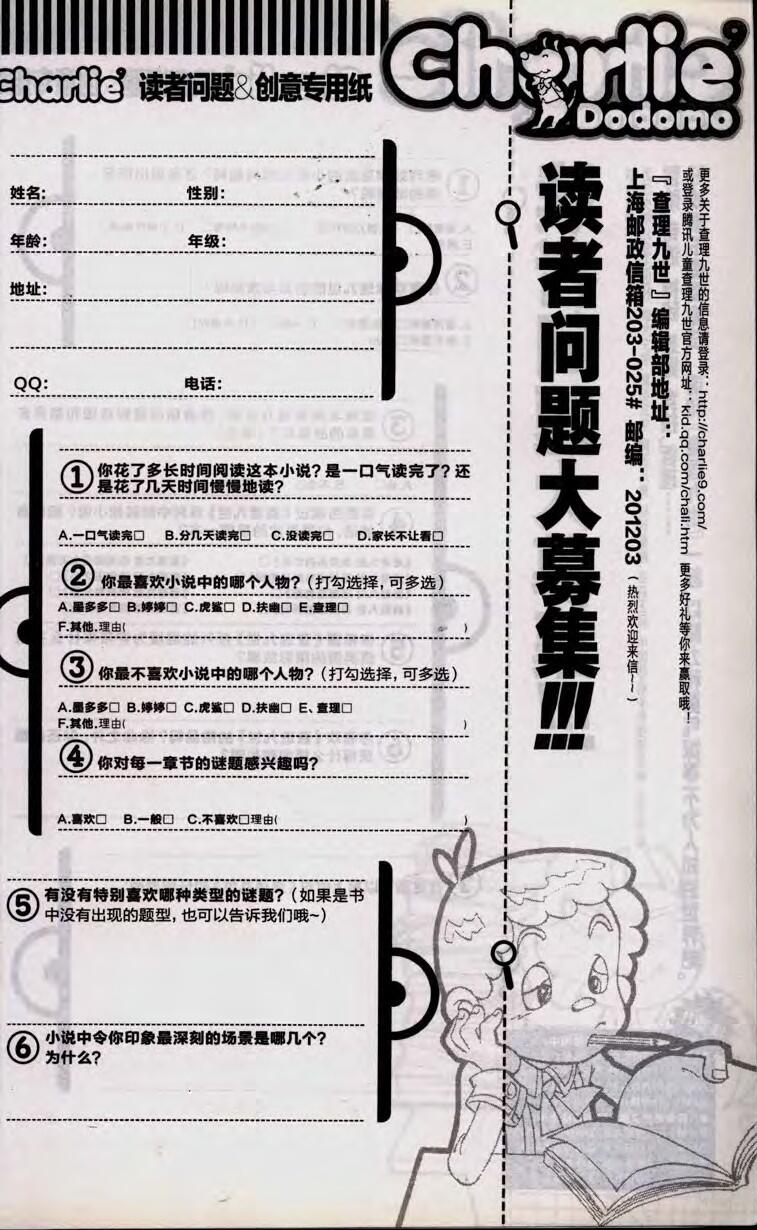 Charlie9
Dodomo
Charlie9 读者问题&创意专用纸
姓名: 性别:
年龄: 年级:
地址:
QQ: 电话:
① 你花了多长时间阅读这本小说?是一口气读完了?还
是花了几天时间慢慢地读?
A.一口气读完□ B.分几天读完□ C.没读完□ D.家长不让看□
② 你最喜欢小说中的哪个人物?(打勾选择,可多选)
A.墨多多□ B.婷婷□ C.虎鲨□ D.扶幽□ E.查理□
F.其他.理由( )
③ 你最不喜欢小说中的哪个人物?(打勾选择,可多选)
A.墨多多□ B.婷婷□ C.虎鲨□ D.扶幽□ E、查理□
F.其他.理由( )
④ 你对每一章节的谜题感兴趣吗?
A.喜欢□ B.一般□ C.不喜欢□理由( )
⑤ 有没有特别喜欢哪种类型的谜题?(如果是书
中没有出现的题型,也可以告诉我们哦~)
⑥ 小说中令你印象最深刻的场景是哪几个?
为什么?
更多关于查理九世的信息请登录:http://charlie9.com/
或登录腾讯儿童查理九世官方网址:kid.qq.com/chali.htm 更多好礼等你来赢取哦!
『查理九世』编辑部地址:
上海邮政信箱203-025# 邮编:201203(热烈欢迎来信~~)
读者问题大募集!!!